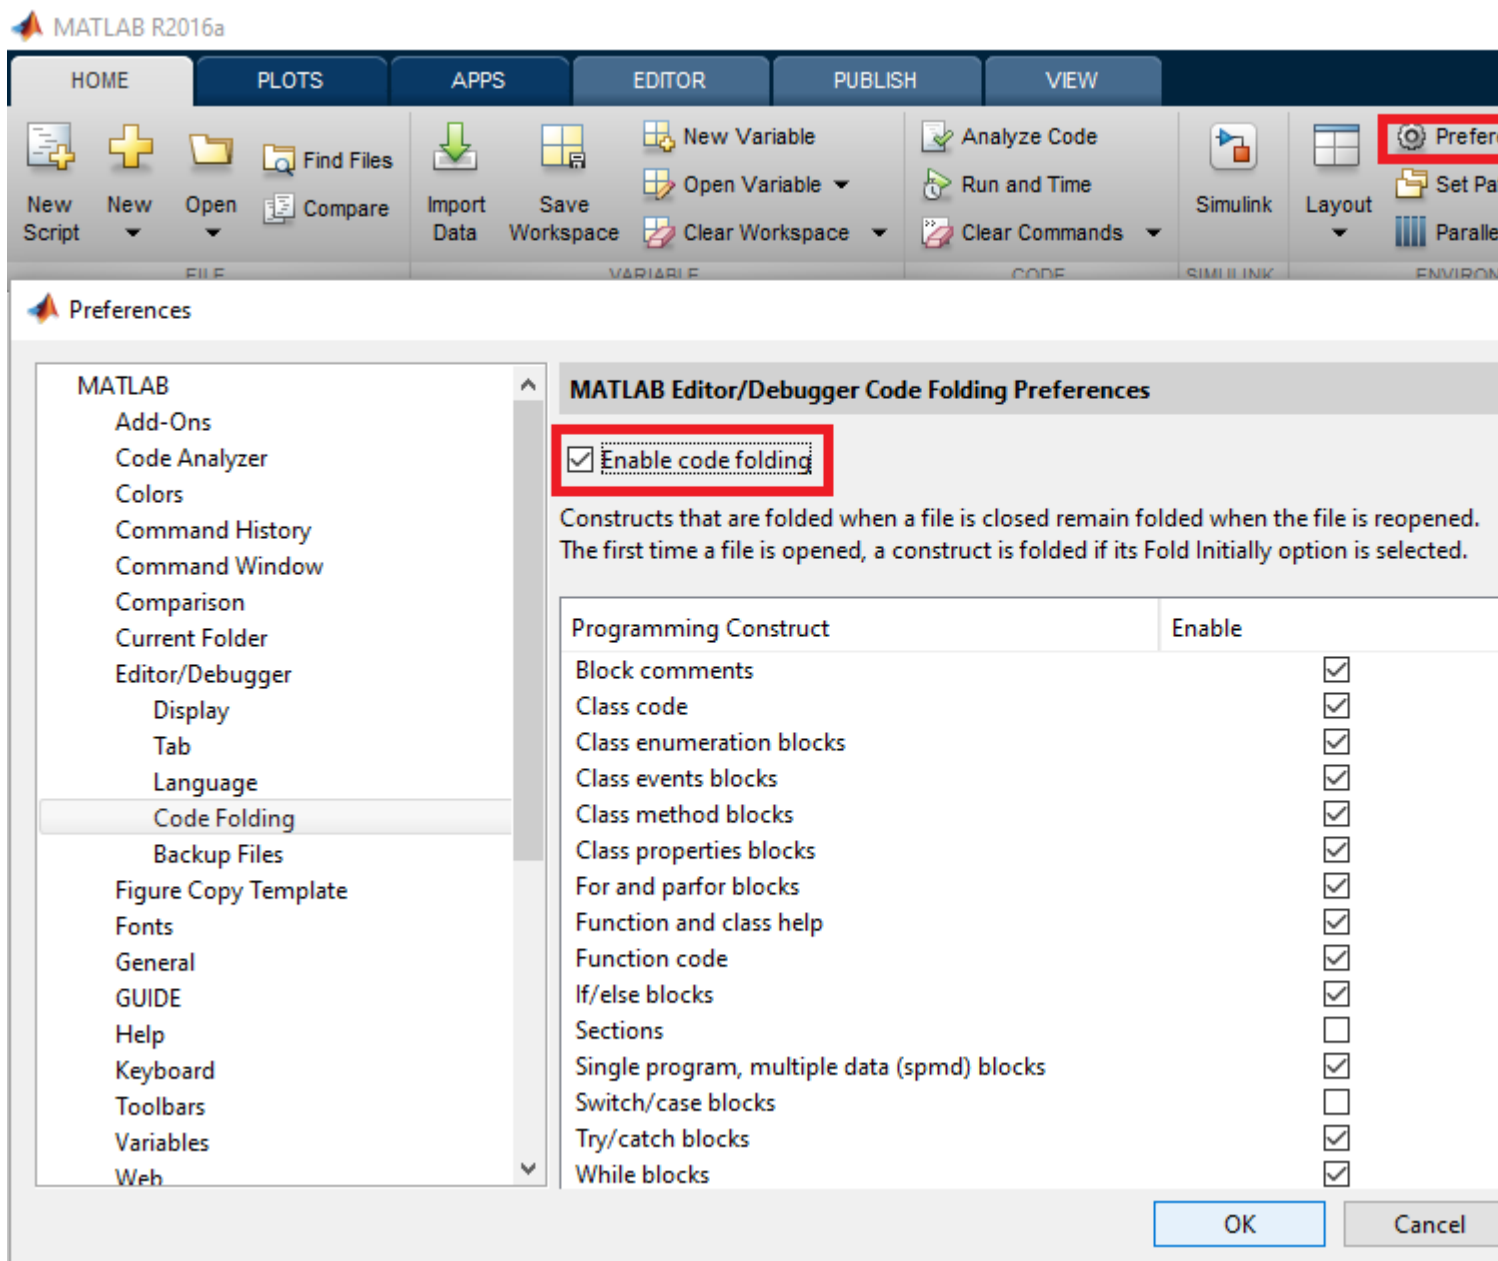 MATLAB R2016a
HOME PLOTS APPS EDITOR PUBLISH VIEW
New Script
New
Open
Find Files
Compare
Import Data
Save Workspace
New Variable
Open Variable
Clear Workspace
Analyze Code
Run and Time
Clear Commands
Simulink
Layout
Prefere
Set Pa
Paralle
FILE VARIABLE CODE SIMULINK ENVIRON
Preferences
MATLAB
Add-Ons
Code Analyzer
Colors
Command History
Command Window
Comparison
Current Folder
Editor/Debugger
Display
Tab
Language
Code Folding
Backup Files
Figure Copy Template
Fonts
General
GUIDE
Help
Keyboard
Toolbars
Variables
Web
MATLAB Editor/Debugger Code Folding Preferences
Enable code folding
Constructs that are folded when a file is closed remain folded when the file is reopened.
The first time a file is opened, a construct is folded if its Fold Initially option is selected.
Programming Construct Enable
Block comments
Class code
Class enumeration blocks
Class events blocks
Class method blocks
Class properties blocks
For and parfor blocks
Function and class help
Function code
If/else blocks
Sections
Single program, multiple data (spmd) blocks
Switch/case blocks
Try/catch blocks
While blocks
OK Cancel